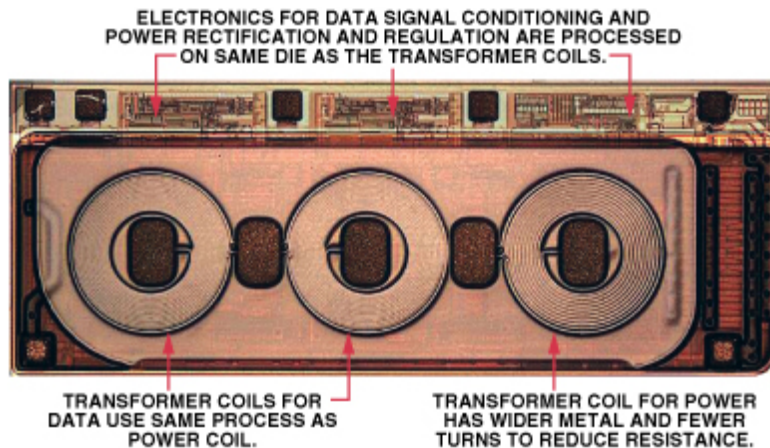 ELECTRONICS FOR DATA SIGNAL CONDITIONING AND
POWER RECTIFICATION AND REGULATION ARE PROCESSED
ON SAME DIE AS THE TRANSFORMER COILS.
TRANSFORMER COILS FOR
DATA USE SAME PROCESS AS
POWER COIL.
TRANSFORMER COIL FOR POWER
HAS WIDER METAL AND FEWER
TURNS TO REDUCE RESISTANCE.